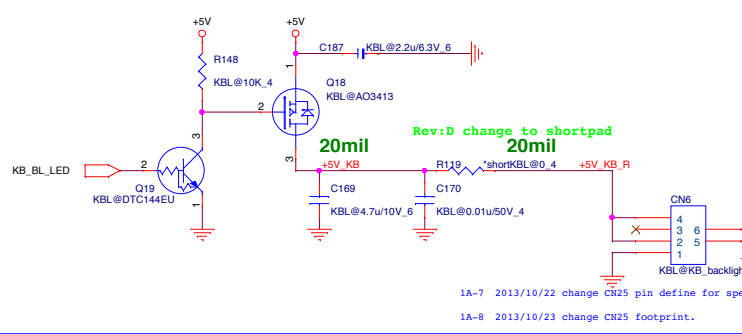 +5V
+5V
C187
KBL@2.2u/6.3V_6
R148
KBL@10K_4
1
Q18
KBL@AO3413
2
3
3
20mil
Rev:D change to shortpad
20mil
KB_BL_LED
2
+5V_KB
R119
*shortKBL@0_4
+5V_KB_R
Q19
KBL@DTC144EU
1
C169
KBL@4.7u/10V_6
C170
KBL@0.01u/50V_4
CN6
4
3 6
2 5
1
KBL@KB_backligh
1A-7 2013/10/22 change CN25 pin define for spe
1A-8 2013/10/23 change CN25 footprint.